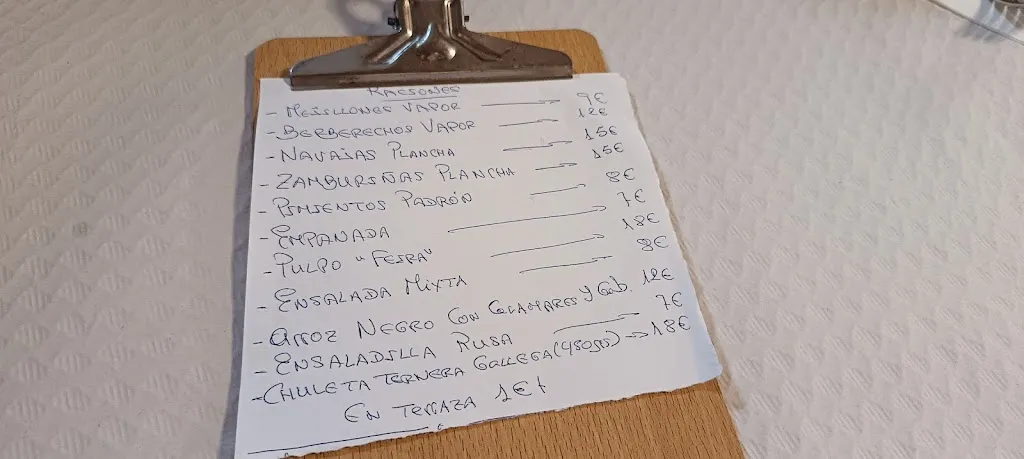 RACIONES
- MEJILLONES VAPOR → 9€
- BERBERECHOS VAPOR — 12€
- NAVAJAS PLANCHA — 15€
- ZAMBURIÑAS PLANCHA — 15€
- PIMIENTOS PADRÓN — 8€
- EMPANADA → 7€
- PULPO "FEIRA" → 18€
- ENSALADA MIXTA → 8€
- ARROZ NEGRO CON CALAMARES Y Gab. 12€
- ENSALADILLA RUSA — 7€
- CHULETA TERNERA GALLEGA (450grs) → 18€
EN TERRAZA 1€ +